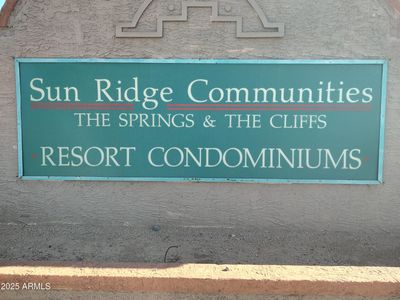 Sun Ridge Communities
THE SPRINGS & THE CLIFFS
RESORT CONDOMINIUMS
© 2025 ARMLS